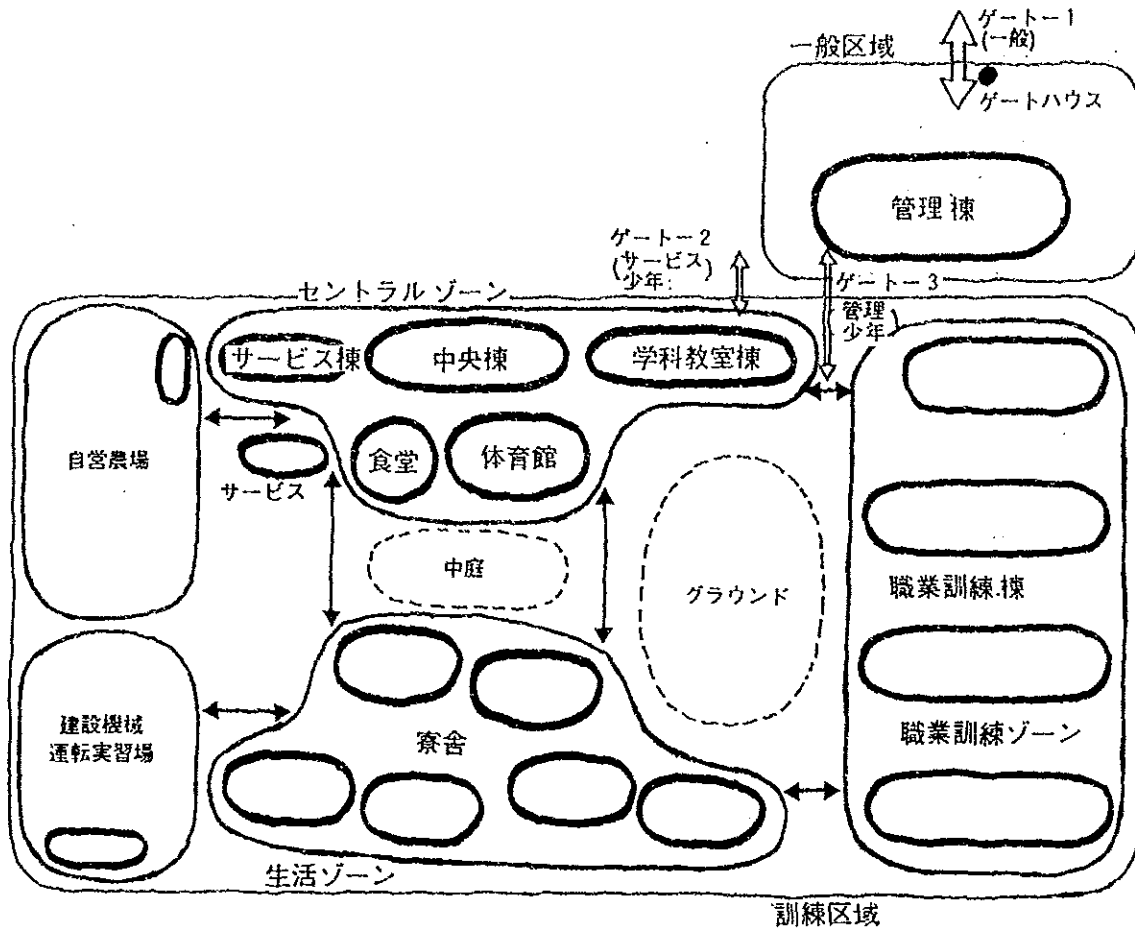 ゲートー1
(一般)
一般区域
ゲートハウス
管理棟
ゲートー2
(サービス)
少年:
ゲートー3
管理)
少年
セントラルゾーン
サービス棟
中央棟
学科教室棟
自営農場
食堂
体育館
サービス
中庭
グラウンド
職業訓練.棟
建設機械
運転実習場
寮舎
職業訓練ゾーン
生活ゾーン
訓練区域